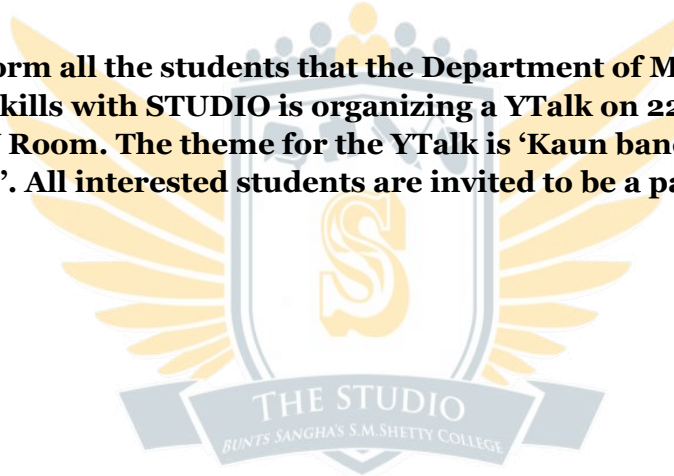 orm all the students that the Department of M
kills with STUDIO is organizing a YTalk on 22
Room. The theme for the YTalk is ‘Kaun ban
’. All interested students are invited to be a pa
S
THE STUDIO
BUNTS SANGHA'S S.M.SHETTY COLLEGE